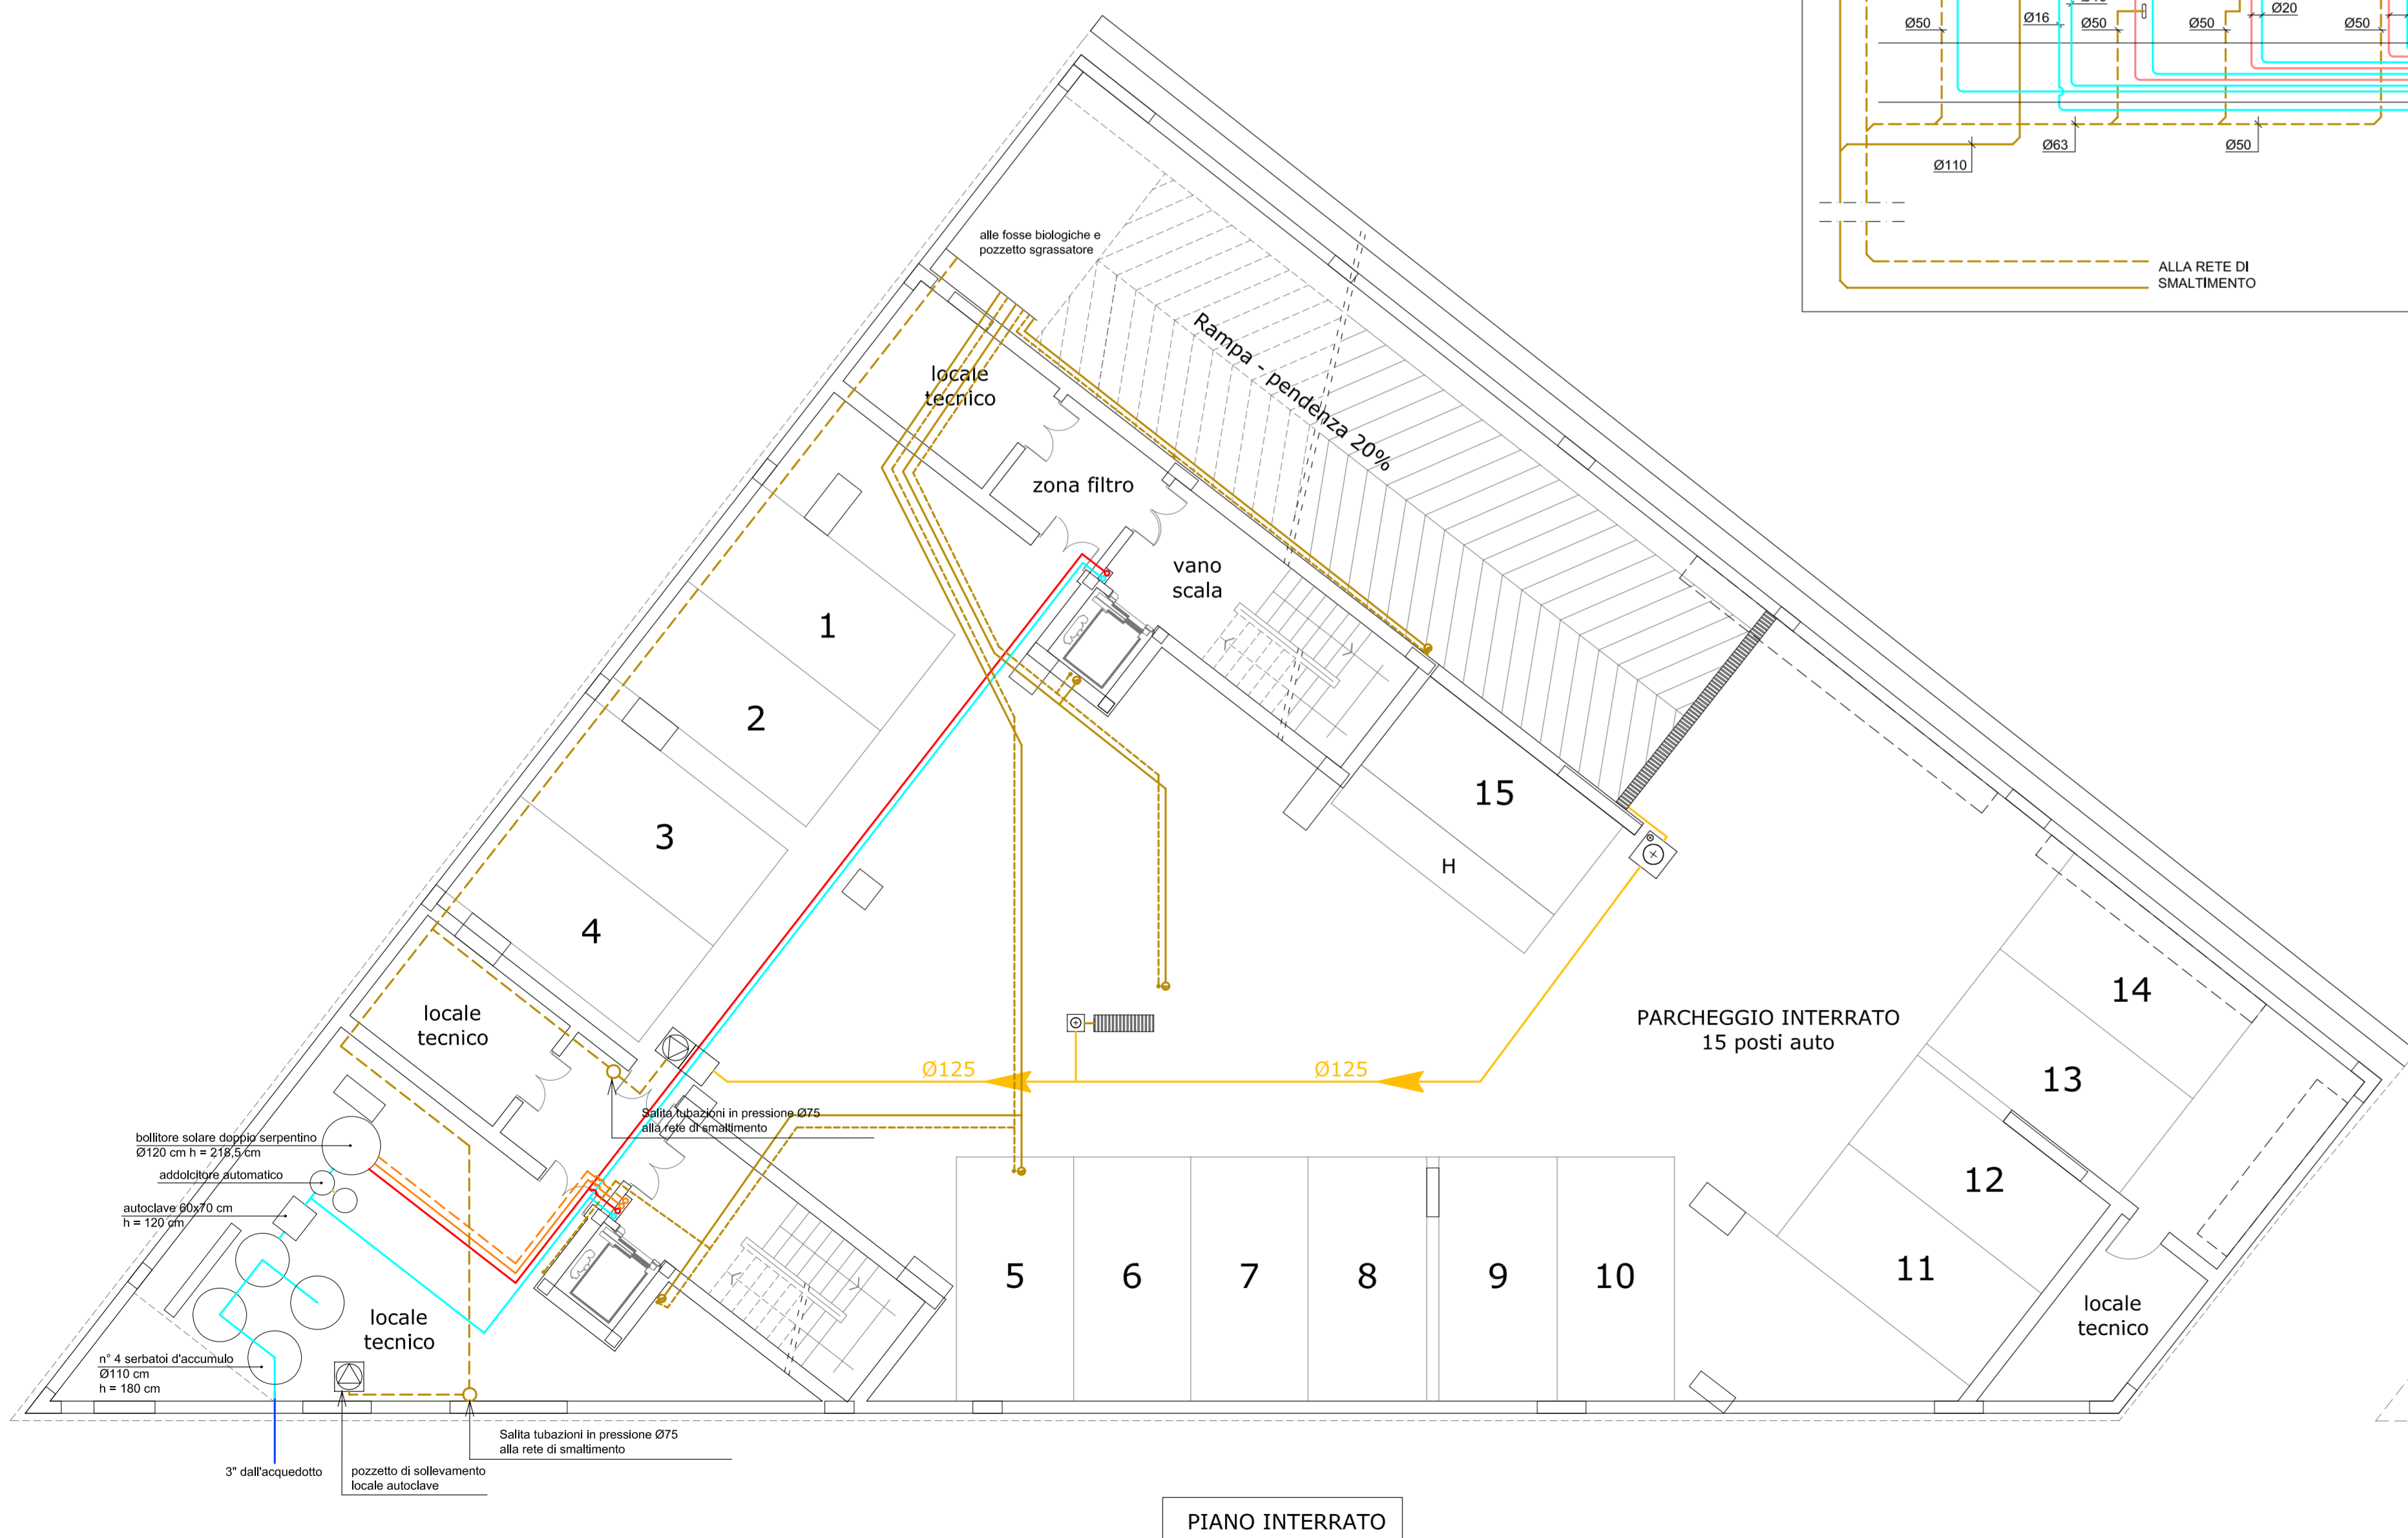 Ø20
Ø50
Ø16
Ø50
Ø50
Ø50
Ø63
Ø50
Ø110
ALLA RETE DI
SMALTIMENTO
alle fosse biologiche e
pozzetto sgrassatore
Rampa - pendenza 20%
locale
tecnico
zona filtro
vano
scala
1
2
3
4
15
H
locale
tecnico
PARCHEGGIO INTERRATO
15 posti auto
14
13
12
11
Ø125
Ø125
Salita tubazioni in pressione Ø75
alla rete di smaltimento
bollitore solare doppio serpentino
Ø120 cm h = 218,5 cm
addolcitore automatico
autoclave 60x70 cm
h = 120 cm
5
6
7
8
9
10
locale
tecnico
locale
tecnico
n° 4 serbatoi d'accumulo
Ø110 cm
h = 180 cm
Salita tubazioni in pressione Ø75
alla rete di smaltimento
3" dall'acquedotto
pozzetto di sollevamento
locale autoclave
PIANO INTERRATO